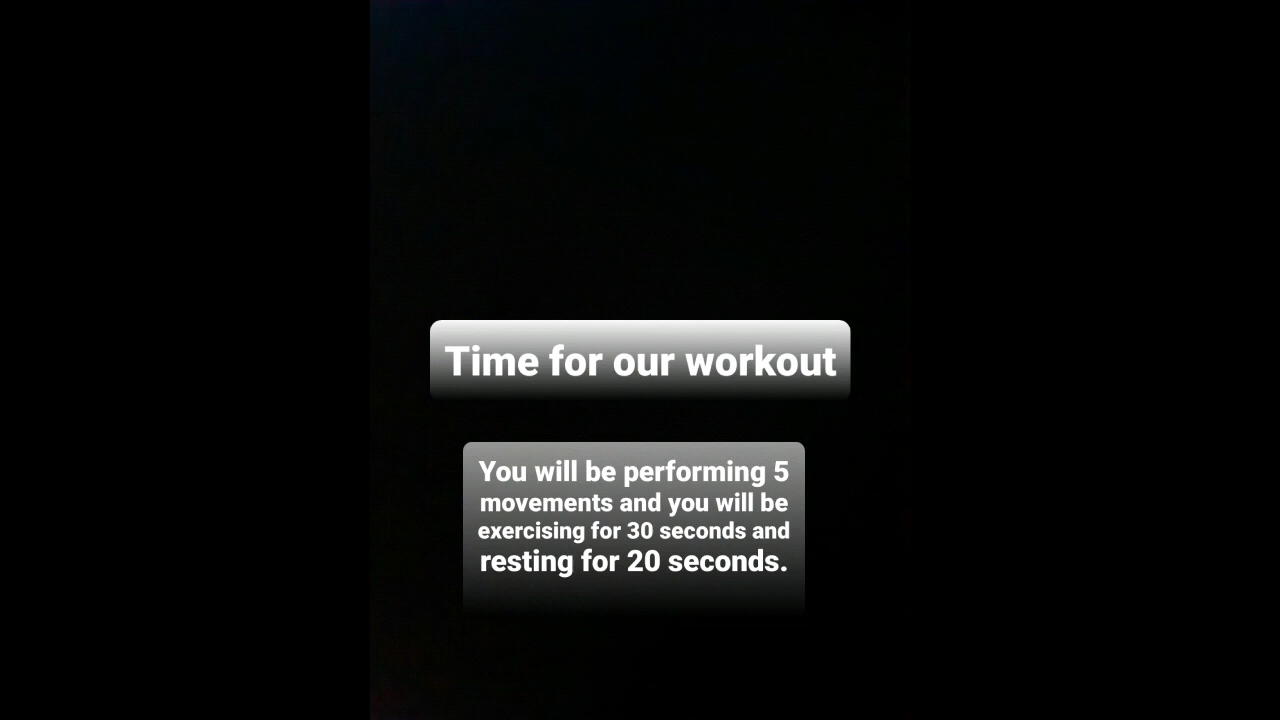 Time for our workout
You will be performing 5
movements and you will be
exercising for 30 seconds and
resting for 20 seconds.